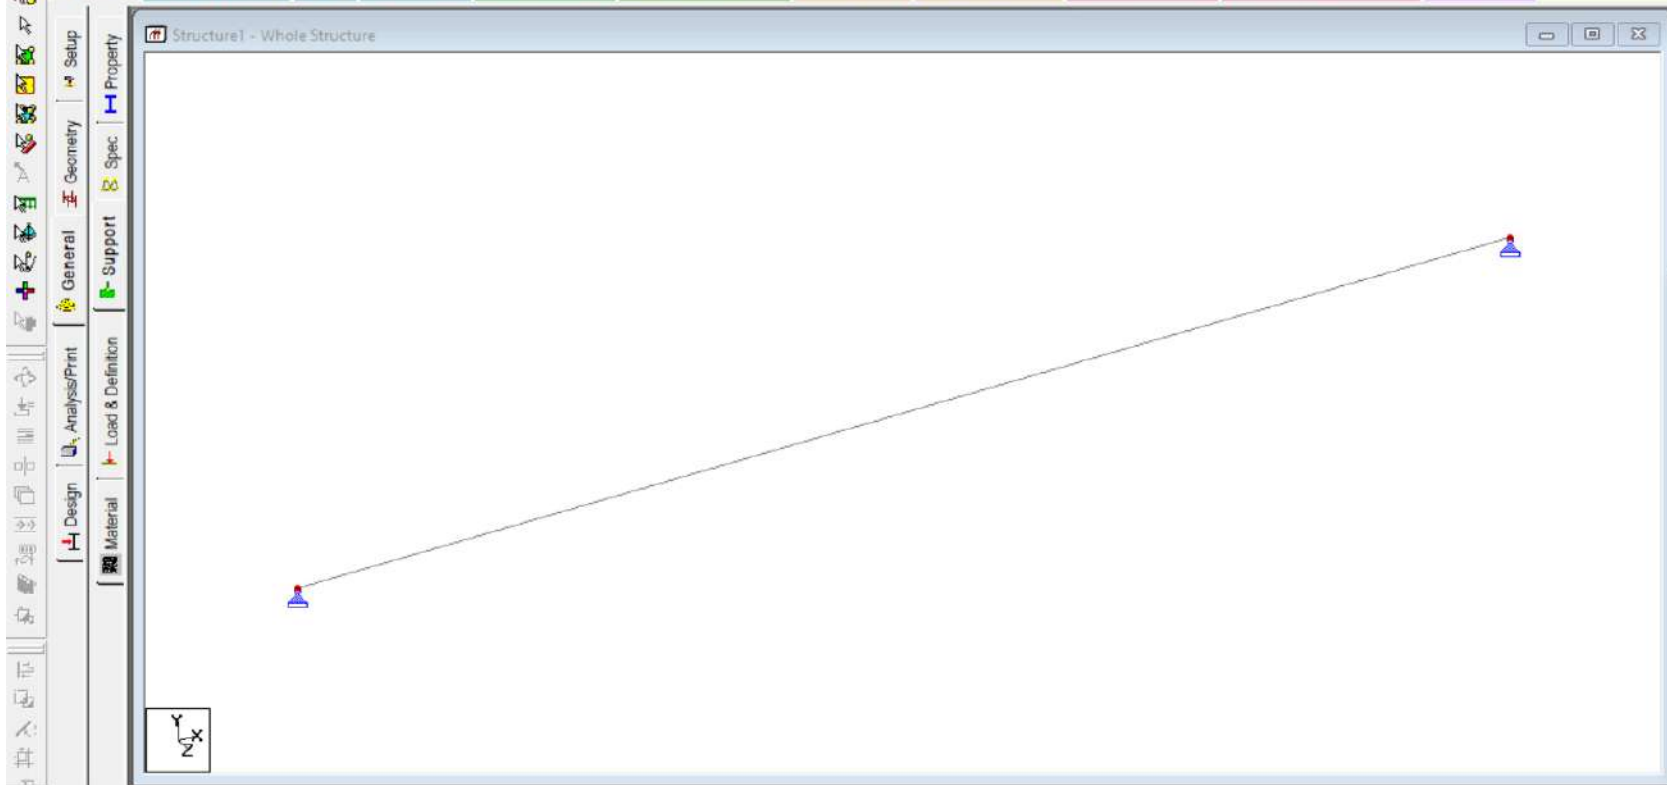 Structure1 - Whole Structure
Setup
Geometry
General
Analysis/Print
Design
Property
Spec
Support
Load & Definition
Material
Y
X
Z